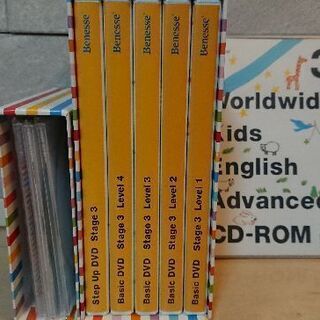 Benesse
Step Up DVD Stage 3
Benesse
Basic DVD Stage 3 Level 4
Benesse
Basic DVD Stage 3 Level 3
Benesse
Basic DVD Stage 3 Level 2
Benesse
Basic DVD Stage 3 Level 1
3
Worldwid
Kids
English
Advanced
CD-ROM